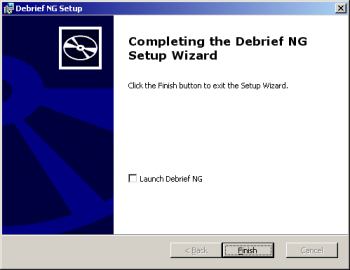 Debrief NG Setup
Completing the Debrief NG
Setup Wizard
Click the Finish button to exit the Setup Wizard.
Launch Debrief NG
< Back
Finish
Cancel